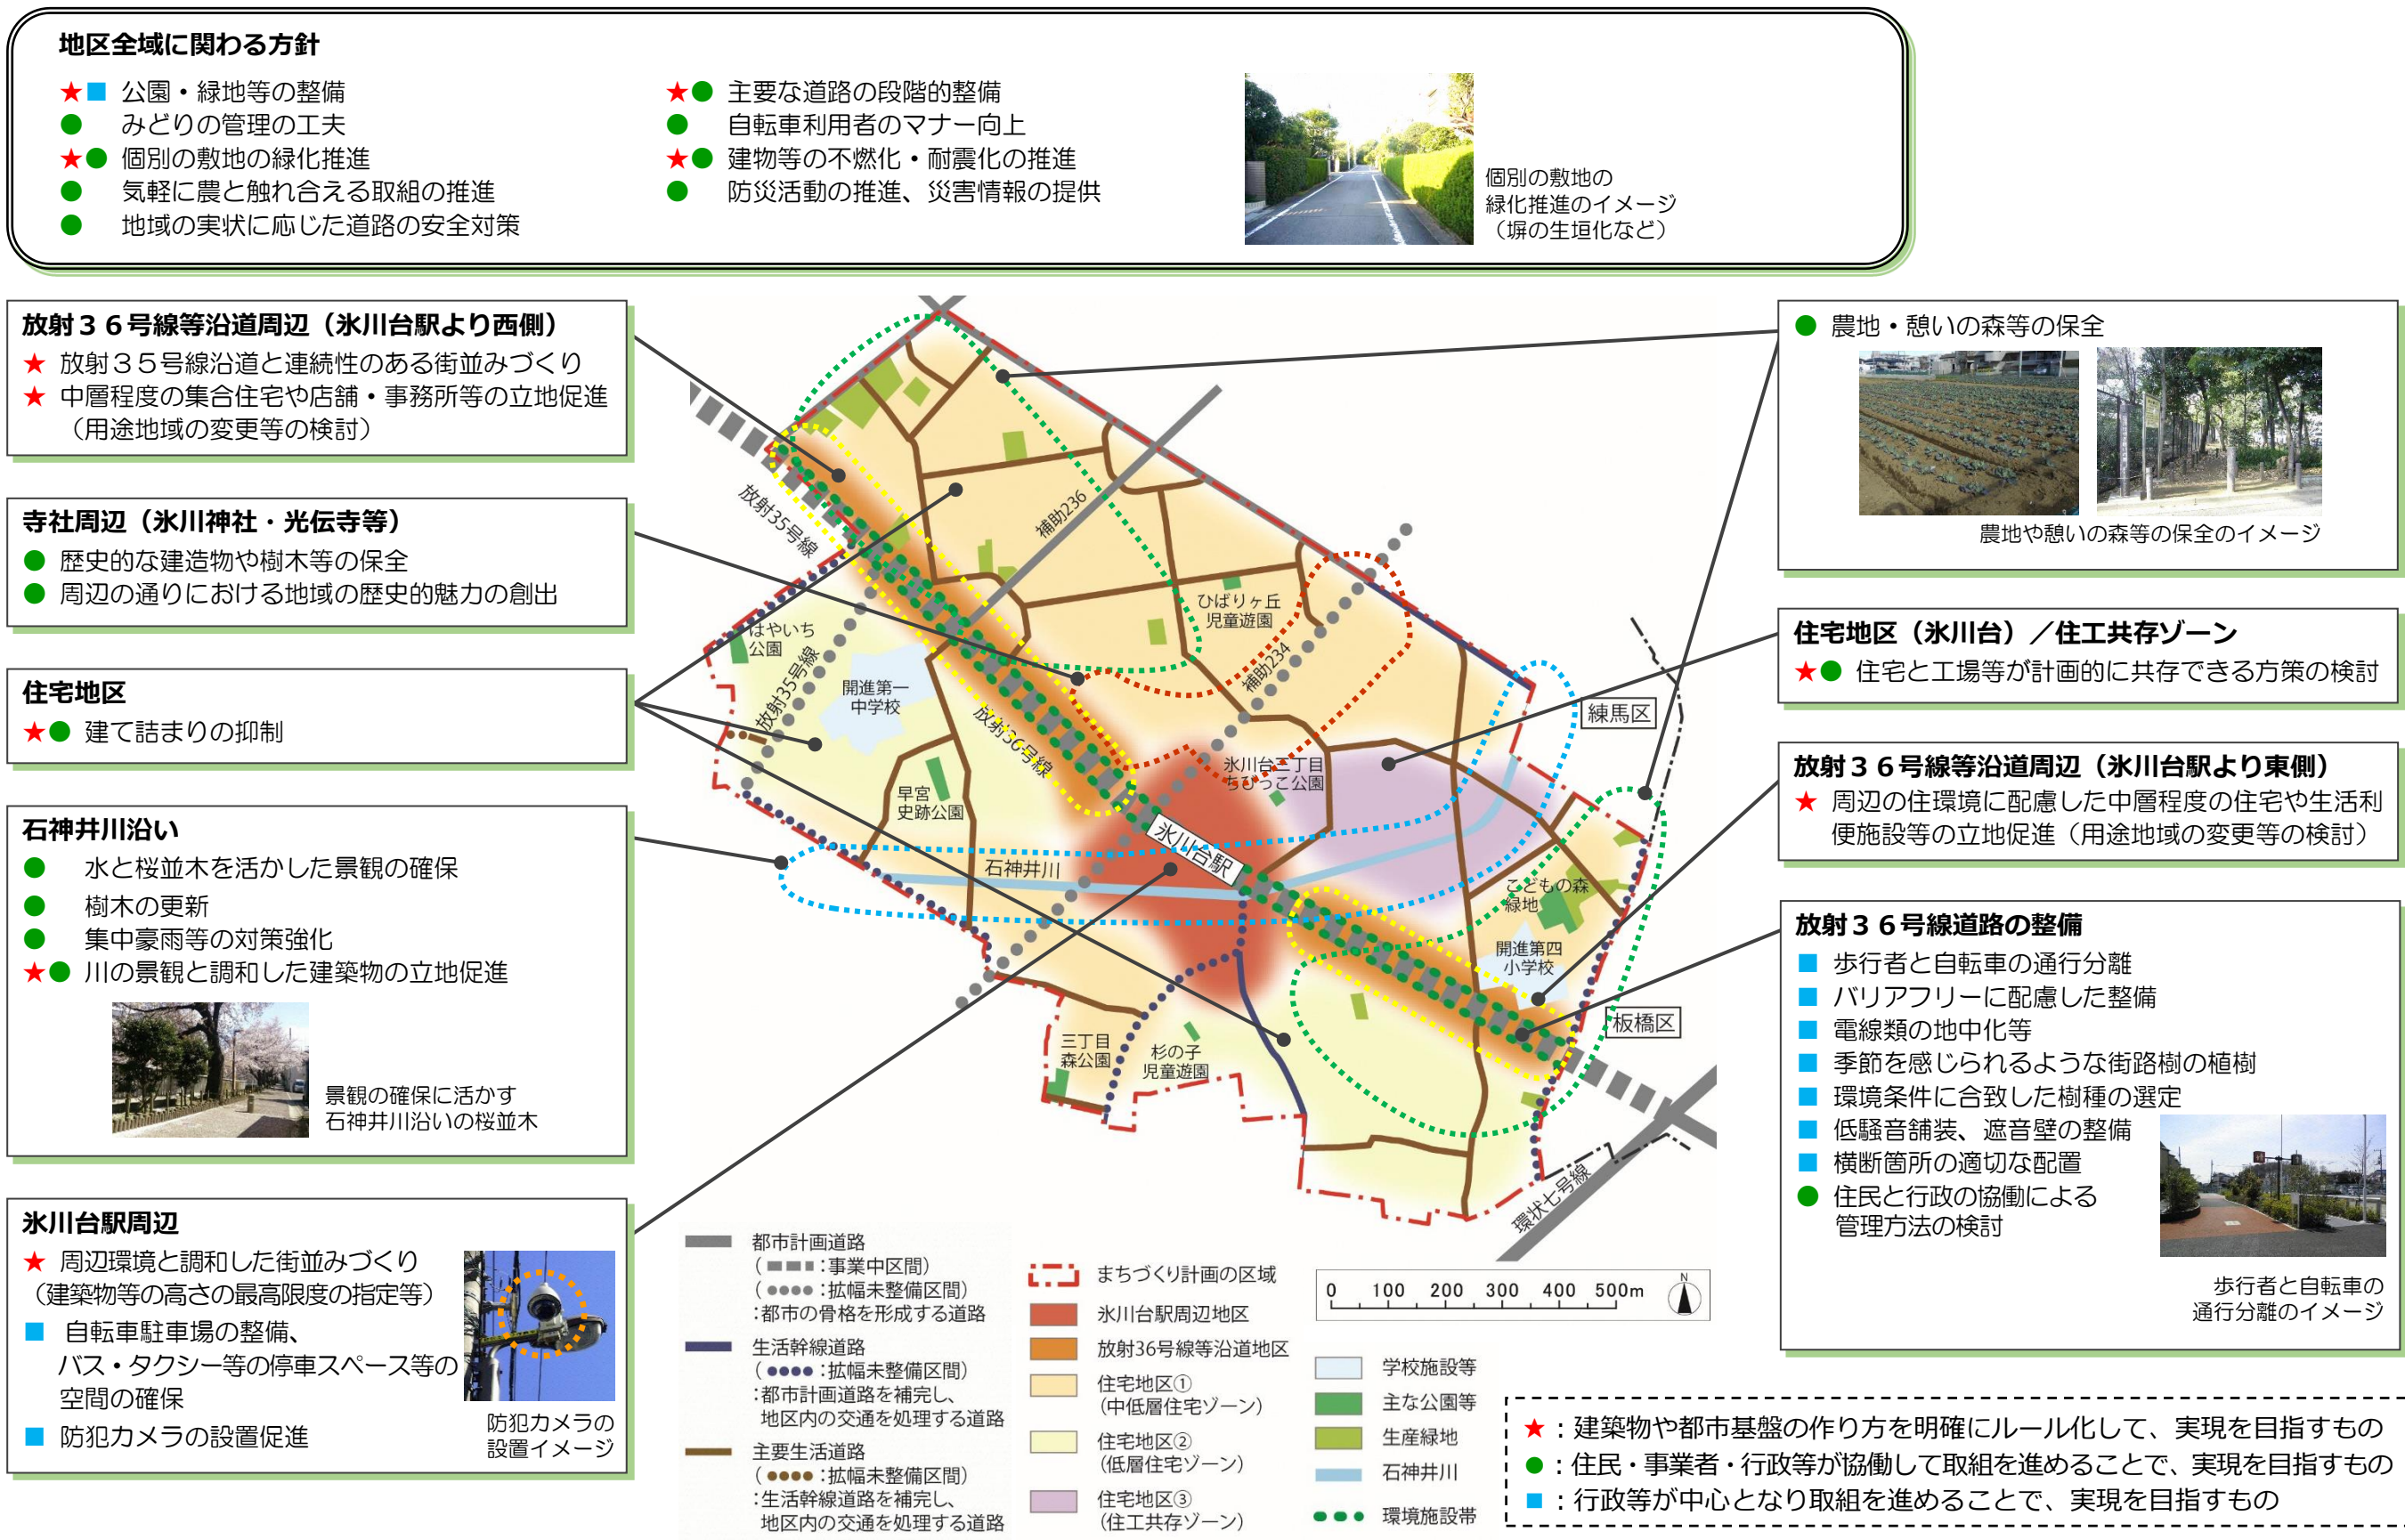 地区全域に関わる方針
★■ 公園・緑地等の整備
● みどりの管理の工夫
★● 個別の敷地の緑化推進
● 気軽に農と触れ合える取組の推進
● 地域の実状に応じた道路の安全対策
★● 主要な道路の段階的整備
● 自転車利用者のマナー向上
★● 建物等の不燃化・耐震化の推進
● 防災活動の推進、災害情報の提供
個別の敷地の
緑化推進のイメージ
（塀の生垣化など）
放射３６号線等沿道周辺（氷川台駅より西側）
★ 放射３５号線沿道と連続性のある街並みづくり
★ 中層程度の集合住宅や店舗・事務所等の立地促進
（用途地域の変更等の検討）
寺社周辺（氷川神社・光伝寺等）
● 歴史的な建造物や樹木等の保全
● 周辺の通りにおける地域の歴史的魅力の創出
住宅地区
★● 建て詰まりの抑制
石神井川沿い
● 水と桜並木を活かした景観の確保
● 樹木の更新
● 集中豪雨等の対策強化
★● 川の景観と調和した建築物の立地促進
景観の確保に活かす
石神井川沿いの桜並木
氷川台駅周辺
★ 周辺環境と調和した街並みづくり
（建築物等の高さの最高限度の指定等）
■ 自転車駐車場の整備、
バス・タクシー等の停車スペース等の
空間の確保
■ 防犯カメラの設置促進
防犯カメラの
設置イメージ
放射35号線
補助236
はやいち
公園
放射35号線
開進第一
中学校
放射36号線
ひばりヶ丘
児童遊園
補助234
早宮
史跡公園
氷川台三丁目
ちびっこ公園
氷川台駅
石神井川
練馬区
こどもの森
緑地
開進第四
小学校
板橋区
三丁目
森公園
杉の子
児童遊園
環状七号線
● 農地・憩いの森等の保全
農地や憩いの森等の保全のイメージ
住宅地区（氷川台）／住工共存ゾーン
★● 住宅と工場等が計画的に共存できる方策の検討
放射３６号線等沿道周辺（氷川台駅より東側）
★ 周辺の住環境に配慮した中層程度の住宅や生活利
便施設等の立地促進（用途地域の変更等の検討）
放射３６号線道路の整備
■ 歩行者と自転車の通行分離
■ バリアフリーに配慮した整備
■ 電線類の地中化等
■ 季節を感じられるような街路樹の植樹
■ 環境条件に合致した樹種の選定
■ 低騒音舗装、遮音壁の整備
■ 横断箇所の適切な配置
● 住民と行政の協働による
管理方法の検討
歩行者と自転車の
通行分離のイメージ
都市計画道路
（ :事業中区間）
（●●●●:拡幅未整備区間）
:都市の骨格を形成する道路
生活幹線道路
（●●●●:拡幅未整備区間）
:都市計画道路を補完し、
地区内の交通を処理する道路
主要生活道路
（●●●●:拡幅未整備区間）
:生活幹線道路を補完し、
地区内の交通を処理する道路
まちづくり計画の区域
氷川台駅周辺地区
放射36号線等沿道地区
住宅地区①
（中低層住宅ゾーン）
住宅地区②
（低層住宅ゾーン）
住宅地区③
（住工共存ゾーン）
0 100 200 300 400 500m
N
学校施設等
主な公園等
生産緑地
石神井川
環境施設帯
★：建築物や都市基盤の作り方を明確にルール化して、実現を目指すもの
●：住民・事業者・行政等が協働して取組を進めることで、実現を目指すもの
■：行政等が中心となり取組を進めることで、実現を目指すもの